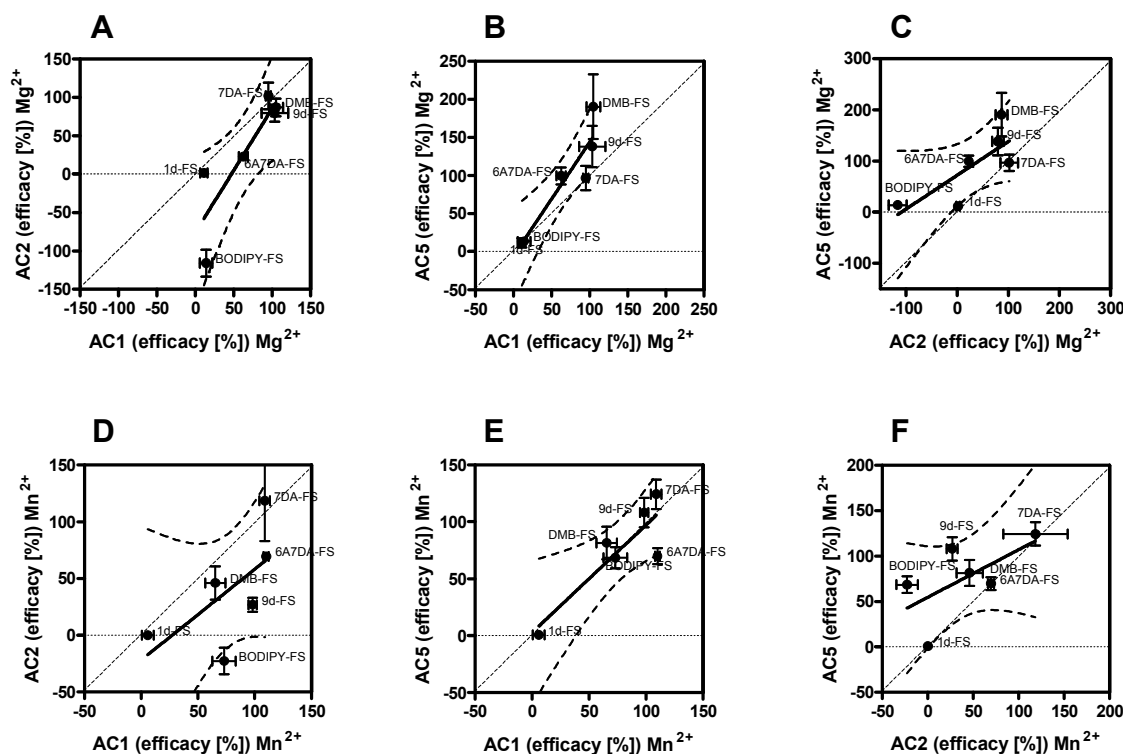 A
B
C
150
100
50
0
-50
-100
-150
-150 -100 -50 0 50 100 150
AC2 (efficacy [%]) Mg2+
AC1 (efficacy [%]) Mg2+
7DA-FS
DMB-FS
9d-FS
6A7DA-FS
1d-FS
BODIPY-FS
250
200
150
100
50
0
-50
-50 0 50 100 150 200 250
AC5 (efficacy [%]) Mg2+
AC1 (efficacy [%]) Mg2+
DMB-FS
9d-FS
6A7DA-FS
7DA-FS
BODIPY-FS
1d-FS
300
200
100
0
-100
-100 0 100 200 300
AC5 (efficacy [%]) Mg2+
AC2 (efficacy [%]) Mg2+
DMB-FS
9d-FS
6A7DA-FS
7DA-FS
BODIPY-FS
1d-FS
D
E
F
150
100
50
0
-50
-50 0 50 100 150
AC2 (efficacy [%]) Mn2+
AC1 (efficacy [%]) Mn2+
7DA-FS
6A7DA-FS
DMB-FS
9d-FS
1d-FS
BODIPY-FS
150
100
50
0
-50
-50 0 50 100 150
AC5 (efficacy [%]) Mn2+
AC1 (efficacy [%]) Mn2+
7DA-FS
9d-FS
DMB-FS
6A7DA-FS
BODIPY-FS
1d-FS
200
150
100
50
0
-50
-50 0 50 100 150 200
AC5 (efficacy [%]) Mn2+
AC2 (efficacy [%]) Mn2+
7DA-FS
9d-FS
BODIPY-FS
DMB-FS
6A7DA-FS
1d-FS